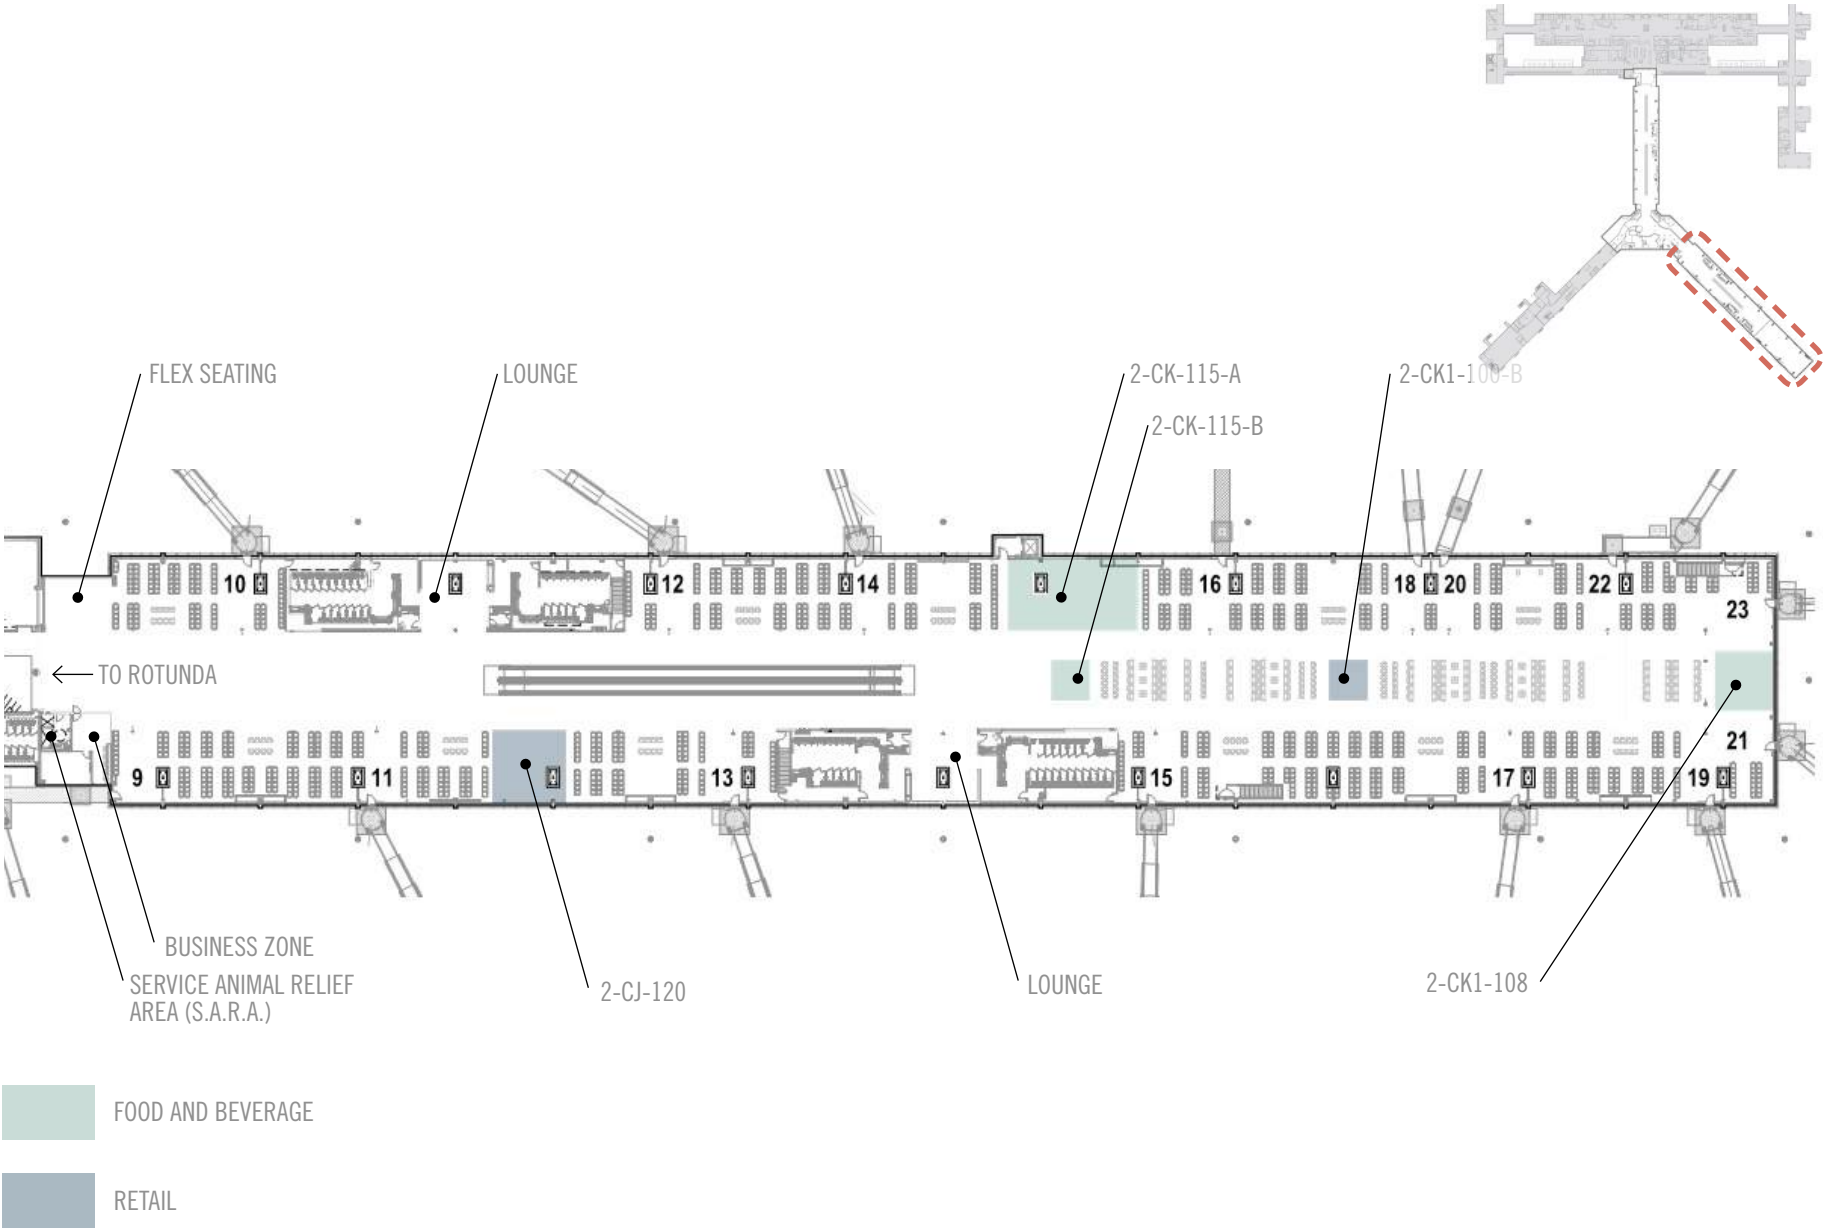 FLEX SEATING
LOUNGE
2-CK-115-A
2-CK1-100-B
2-CK-115-B
10
12
14
16
18
20
22
23
TO ROTUNDA
21
9
11
13
15
17
19
BUSINESS ZONE
SERVICE ANIMAL RELIEF
AREA (S.A.R.A.)
2-CJ-120
LOUNGE
2-CK1-108
FOOD AND BEVERAGE
RETAIL